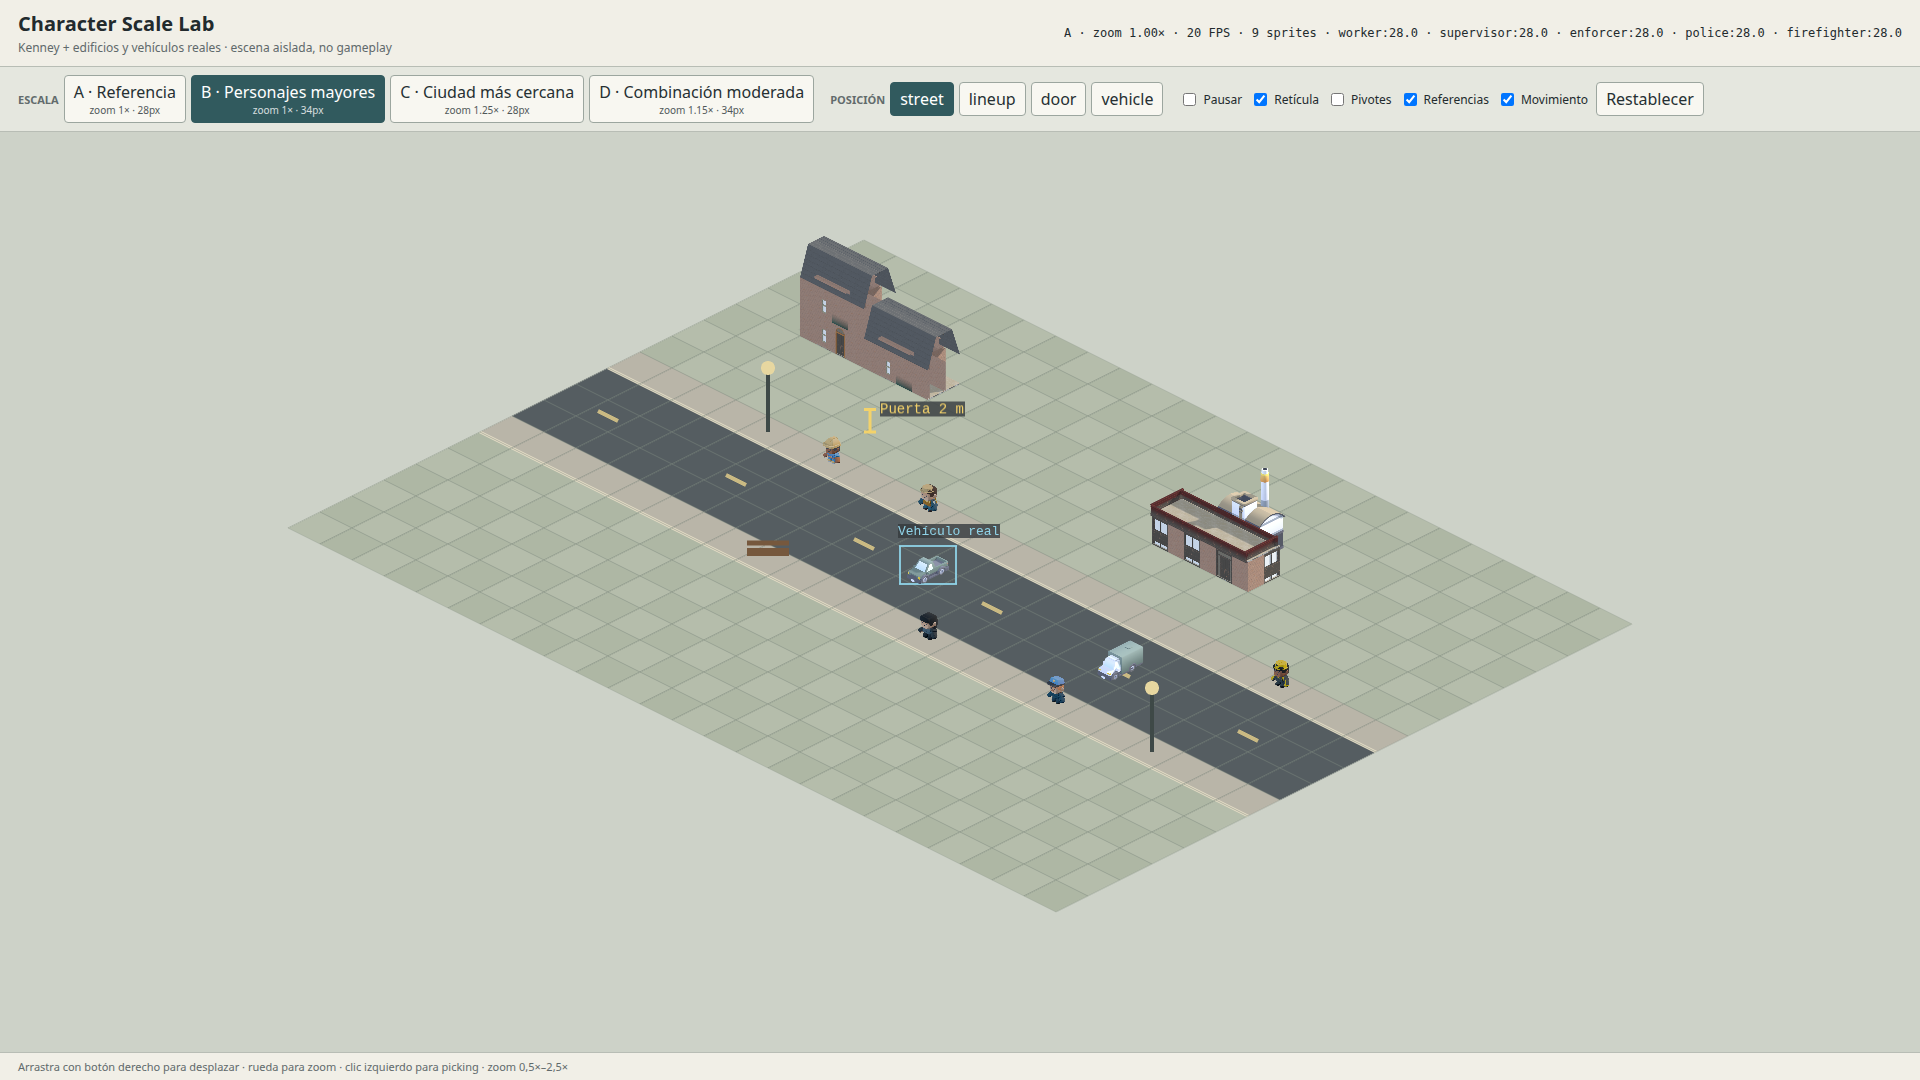 Character Scale Lab
Kenney + edificios y vehículos reales · escena aislada, no gameplay
A · zoom 1.00× · 20 FPS · 9 sprites · worker:28.0 · supervisor:28.0 · enforcer:28.0 · police:28.0 · firefighter:28.0
ESCALA
A · Referencia
zoom 1× · 28px
B · Personajes mayores
zoom 1× · 34px
C · Ciudad más cercana
zoom 1.25× · 28px
D · Combinación moderada
zoom 1.15× · 34px
POSICIÓN
street
lineup
door
vehicle
Pausar
Retícula
Pivotes
Referencias
Movimiento
Restablecer
Puerta 2 m
Vehículo real
Arrastra con botón derecho para desplazar · rueda para zoom · clic izquierdo para picking · zoom 0,5×–2,5×